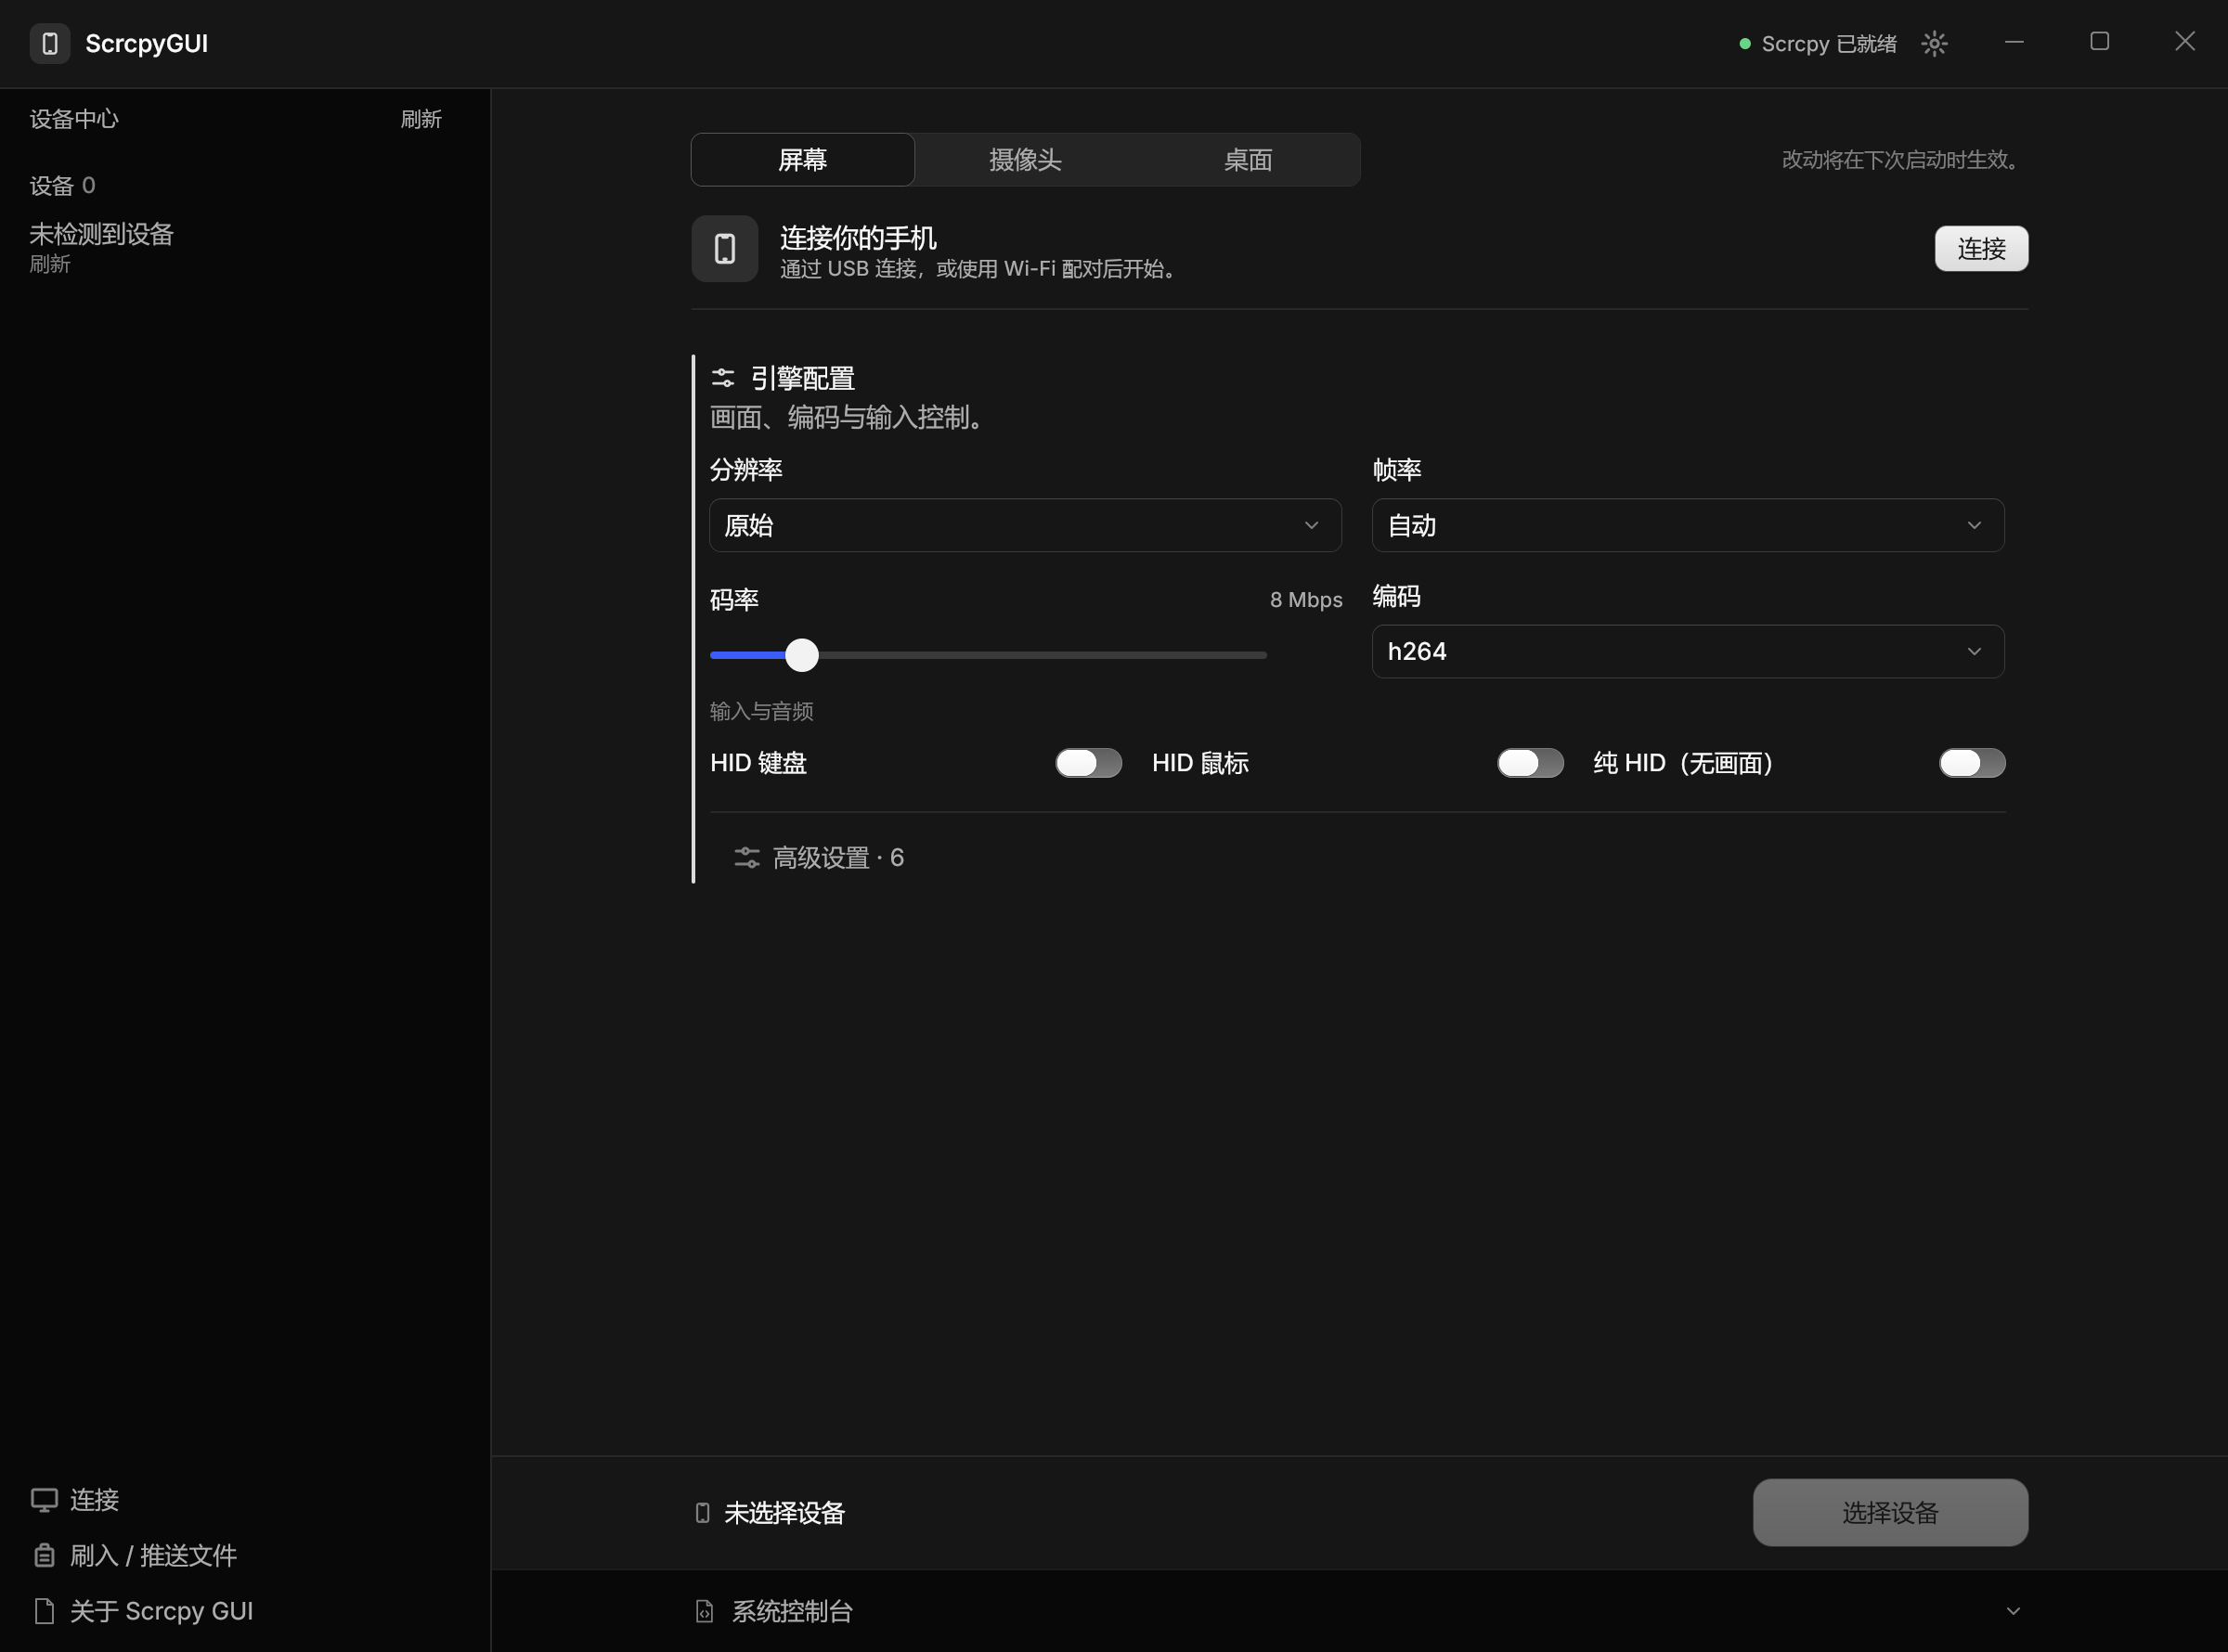 ScrcpyGUI
Scrcpy 已就绪
设备中心
刷新
设备 0
未检测到设备
刷新
屏幕
摄像头
桌面
改动将在下次启动时生效。
连接你的手机
通过 USB 连接，或使用 Wi-Fi 配对后开始。
连接
引擎配置
画面、编码与输入控制。
分辨率
原始
帧率
自动
码率
8 Mbps
编码
h264
输入与音频
HID 键盘
HID 鼠标
纯 HID（无画面）
高级设置 · 6
连接
刷入 / 推送文件
关于 Scrcpy GUI
未选择设备
选择设备
系统控制台